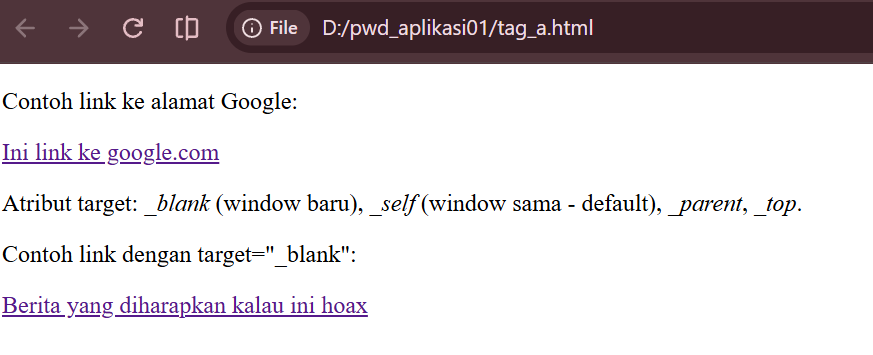 File D:/pwd_aplikasi01/tag_a.html
Contoh link ke alamat Google:
Ini link ke google.com
Atribut target: _blank (window baru), _self (window sama - default), _parent, _top.
Contoh link dengan target="_blank":
Berita yang diharapkan kalau ini hoax